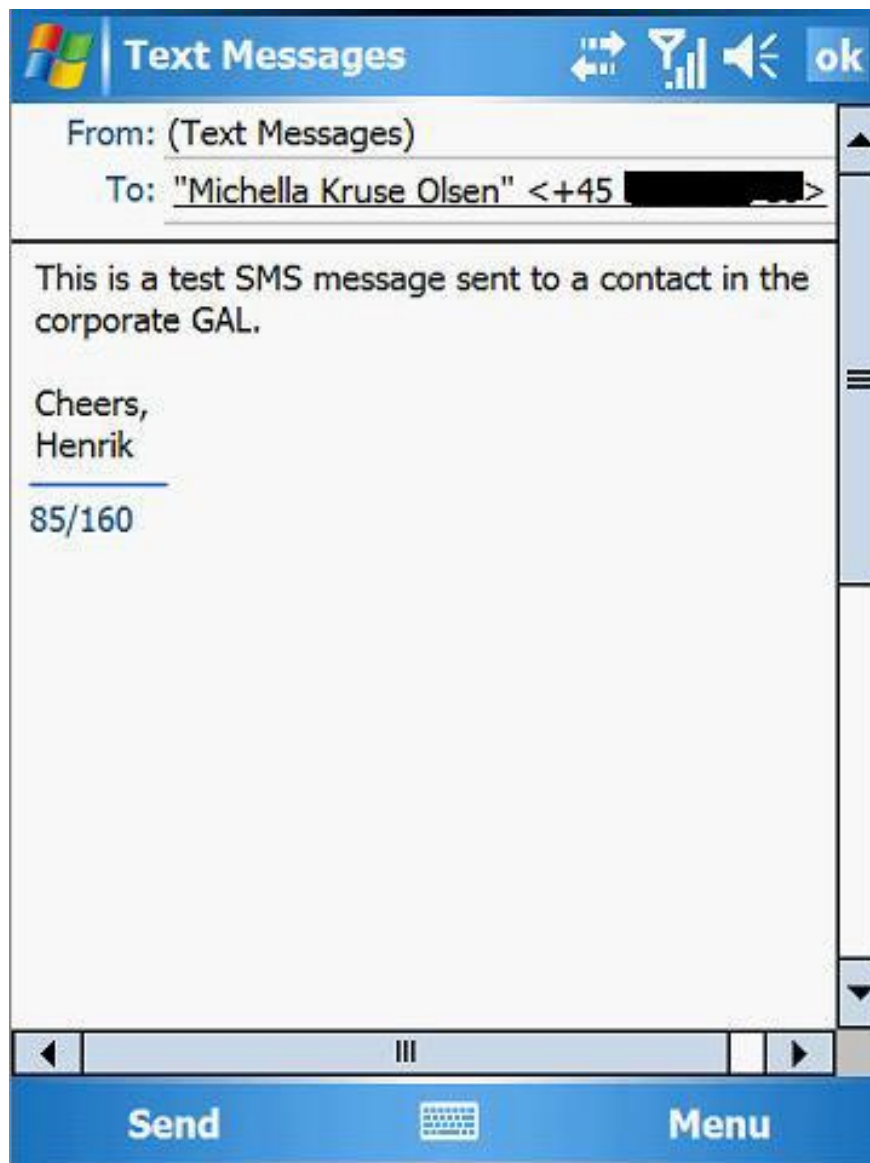 Text Messages
ok
From: (Text Messages)
To: "Michella Kruse Olsen" <+45 >
This is a test SMS message sent to a contact in the
corporate GAL.
Cheers,
Henrik
85/160
Send
Menu